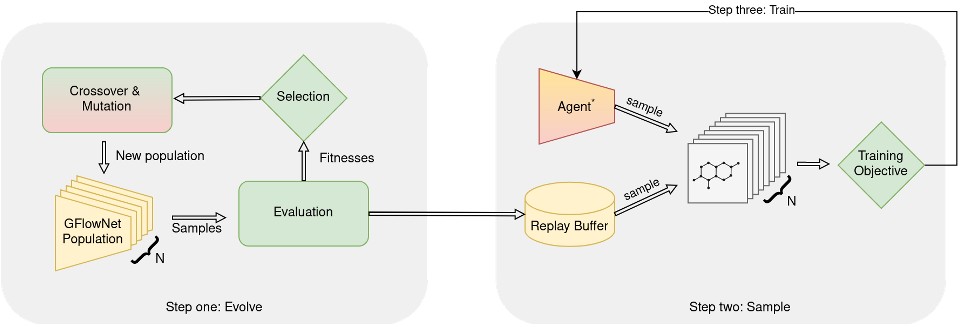 Step three: Train
Crossover &
Mutation
Selection
New population
Fitnesses
GFlowNet
Population
N
Samples
Evaluation
Step one: Evolve
Agent*
sample
Replay Buffer
sample
N
Training
Objective
Step two: Sample